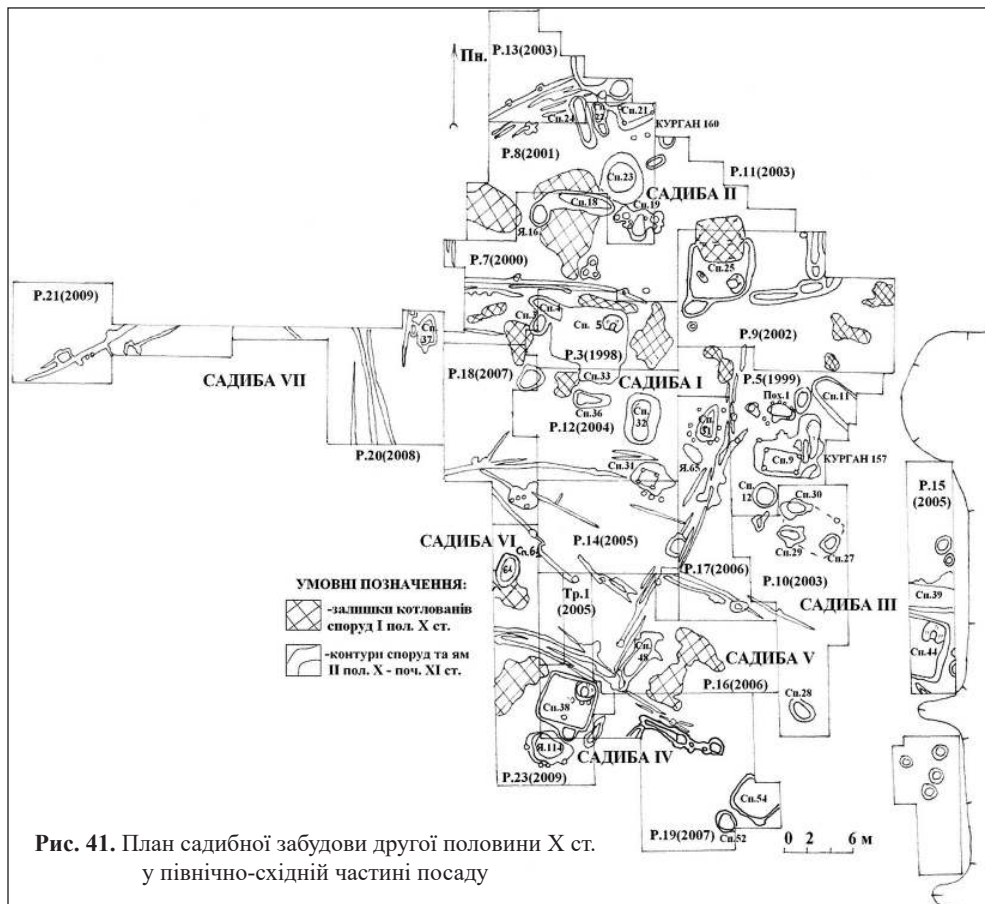 Р.13(2003)
Пн.
Сп.24
Сп.21
КУРГАН 160
Р.8(2001)
Р.11(2003)
Сп.23
САДИБА ІІ
Сп.18
Сп.19
Я.16
Р.7(2000)
Сп.25
Р.21(2009)
Сп.
37
Сп.4
Сп. 5
Р.9(2002)
Р.3(1998)
САДИБА VII
Р.18(2007)
Сп.33
САДИБА І
Р.5(1999)
Пох.1
Сп.11
Сп.36
Сп.
32
Р.12(2004)
Сп.
51
Сп.9
КУРГАН 157
Р.20(2008)
Сп.31
Я.65
Р.15
(2005)
Сп.
12
Сп.30
САДИБА VI
Р.14(2005)
Сп.29
Сп.27
Р.17(2006)
Р.10(2003)
64
Тр.1
(2005)
САДИБА ІІІ
Сп.39
Сп.44
УМОВНІ ПОЗНАЧЕННЯ:
-залишки котлованів
споруд І пол. Х ст.
-контури споруд та ям
ІІ пол. Х - поч. ХІ ст.
Сп.
48
САДИБА V
Р.16(2006)
Сп.28
Сп.38
Я.114
САДИБА IV
Р.23(2009)
Сп.54
Сп.52
Р.19(2007)
0 2 6 м
Рис. 41. План садибної забудови другої половини Х ст.
у північно-східній частині посаду